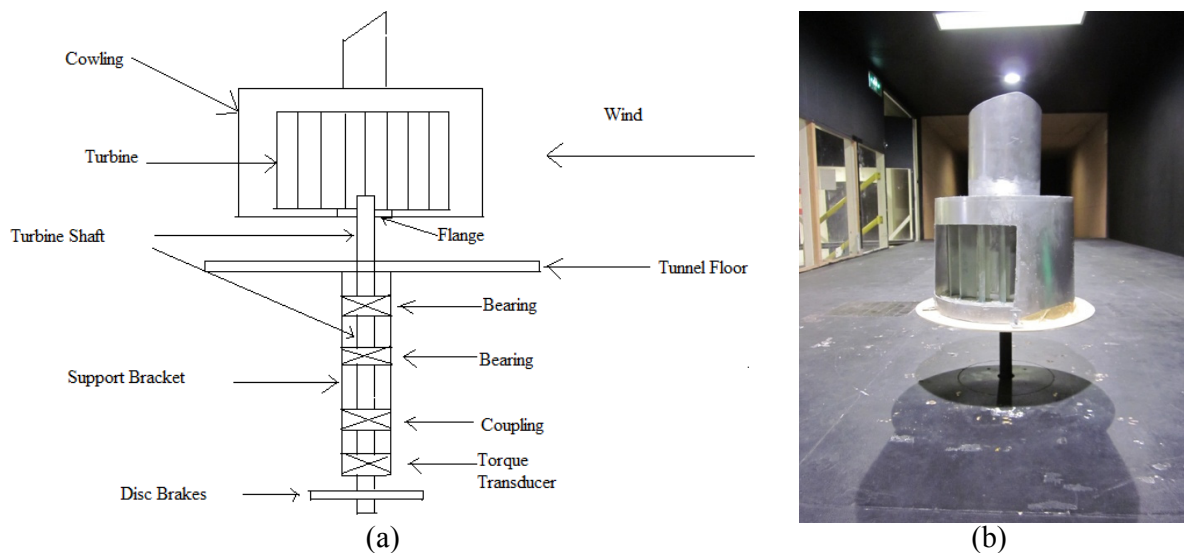 Cowling
Wind
Turbine
Turbine Shaft
Flange
Tunnel Floor
Bearing
Bearing
Support Bracket
Coupling
Torque
Transducer
Disc Brakes
(a)
(b)